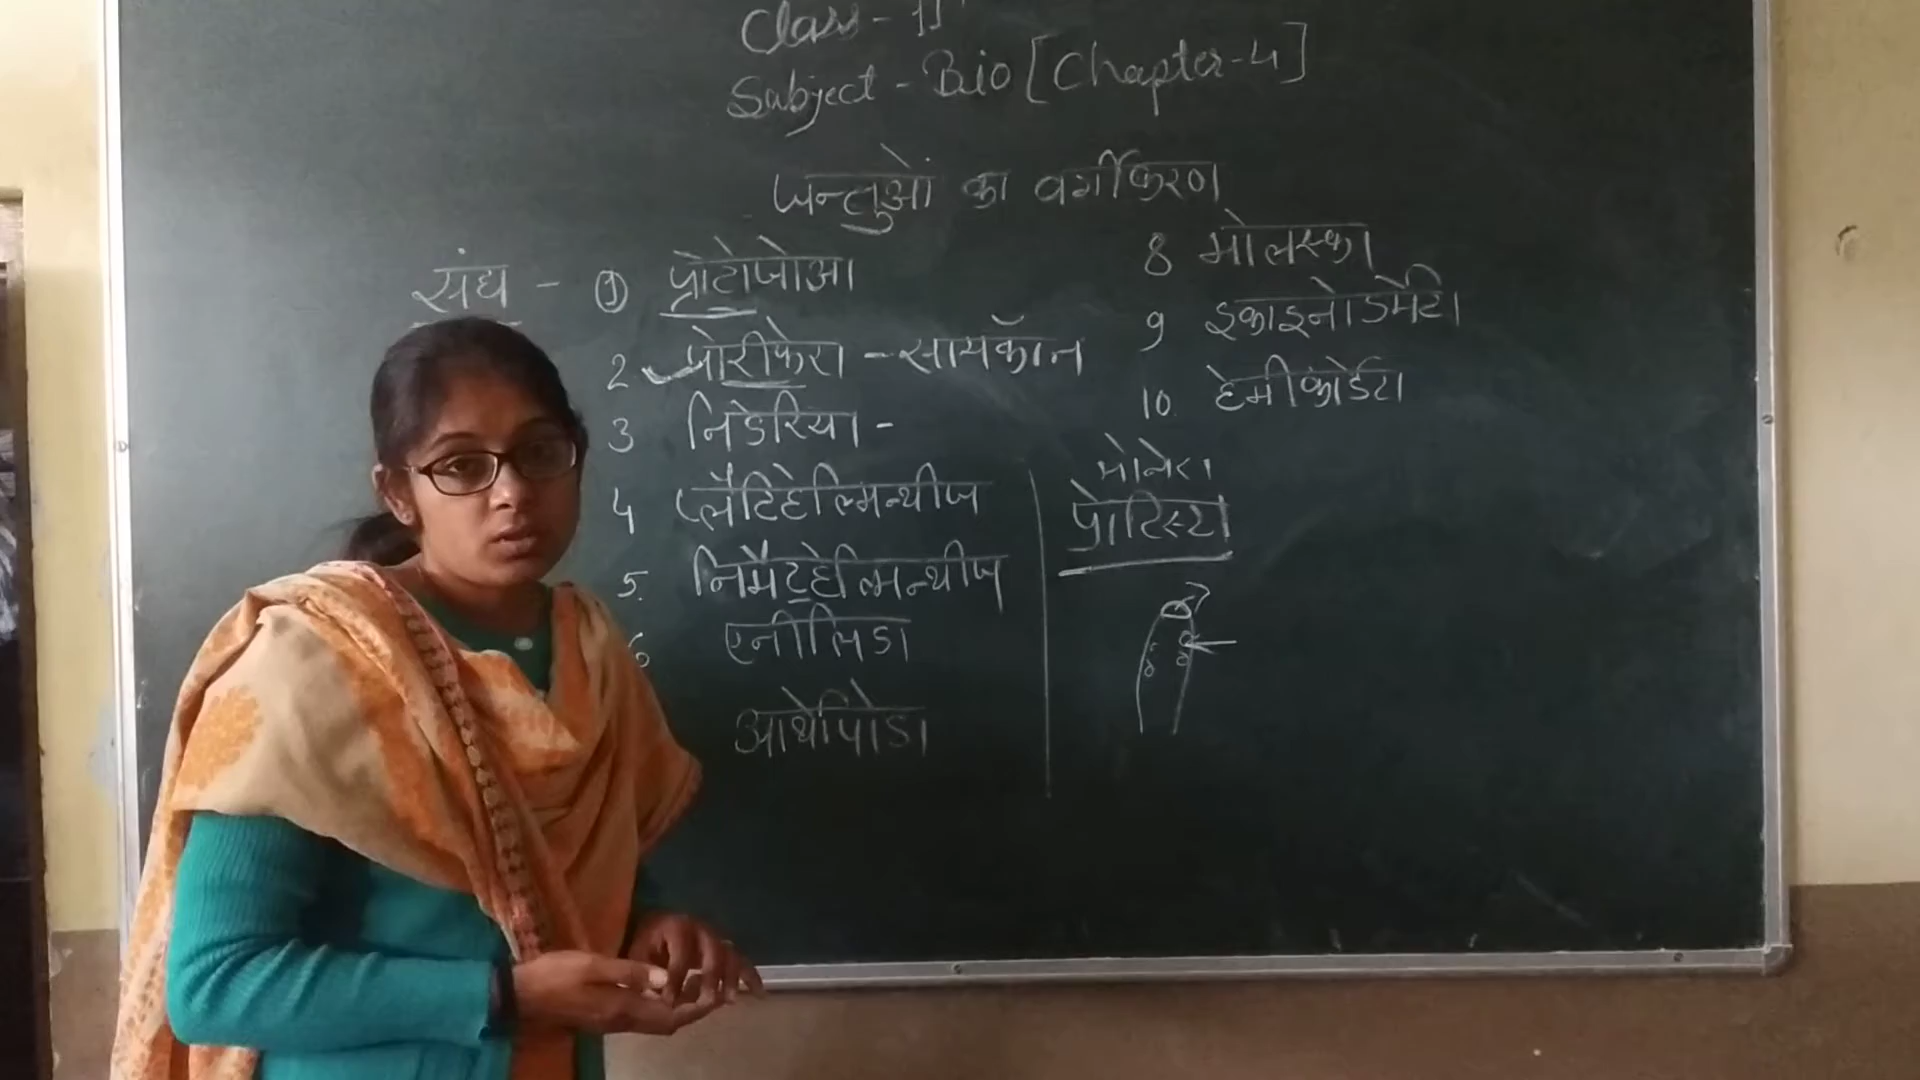 Class - 11
Subject - Bio [Chapter-4]
जन्तुओं का वर्गीकरण
संघ - ① प्रोटोजोआ
2 पोरीफेरा - सायकॉन
3 निडेरिया -
4 प्लैटिहेल्मिन्थीज
5. निमैटहेल्मिन्थीज
6 एनीलिडा
आर्थोपोडा
8 मोलस्का
9 इकाइनोडर्मेटा
10. हेमीकॉर्डेटा
मोनेरा
प्रोटिस्टा